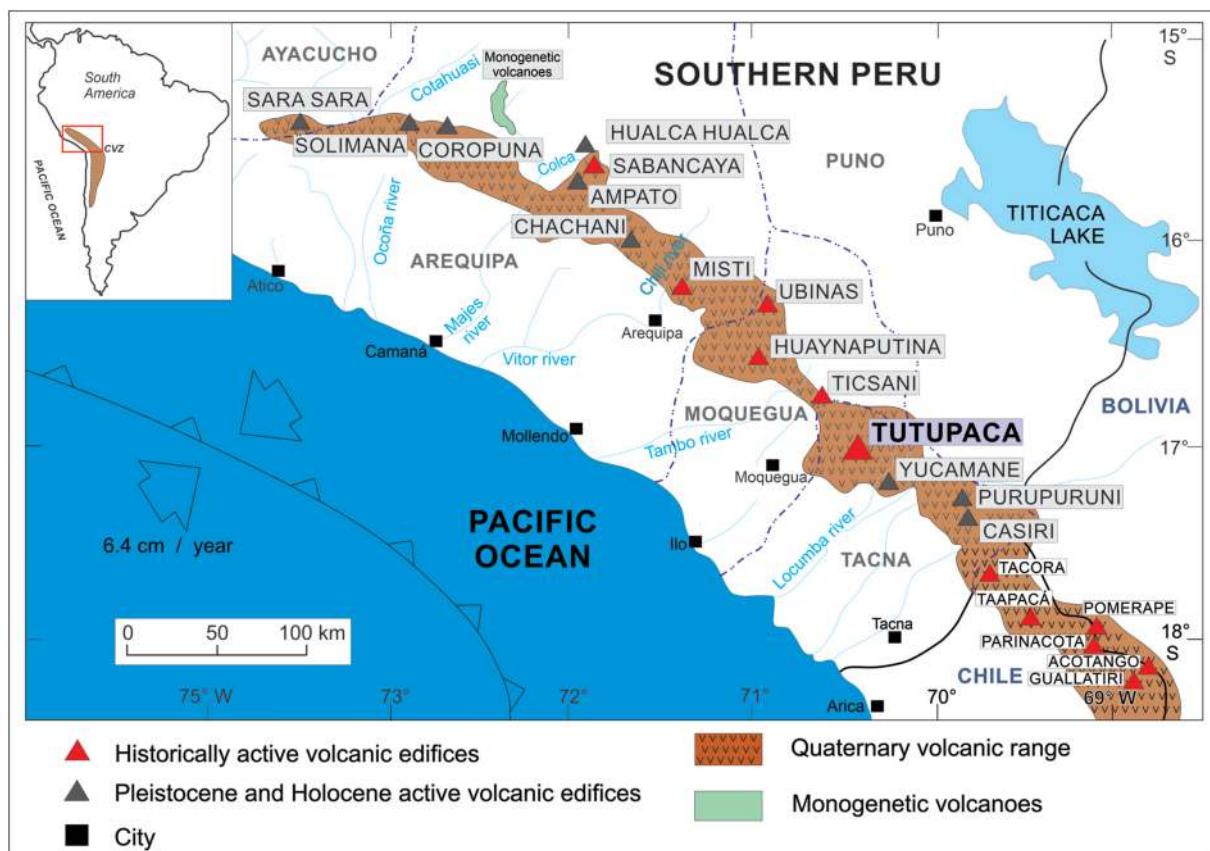 South
America
CVZ
PACIFIC OCEAN
AYACUCHO
Cotahuasi
Monogenetic
volcanoes
SOUTHERN PERU
15°
S
SARA SARA
SOLIMANA
COROPUNA
HUALCA HUALCA
Colca
SABANCAYA
AMPATO
PUNO
Puno
TITICACA
LAKE
16°
CHACHANI
Ocoña river
AREQUIPA
Chili river
MISTI
UBINAS
Atico
Majes
river
Arequipa
Camaná
Vitor river
HUAYNAPUTINA
TICSANI
BOLIVIA
MOQUEGUA
Mollendo
Tambo river
TUTUPACA
17°
Moquegua
YUCAMANE
PURUPURUNI
CASIRI
6.4 cm / year
PACIFIC
OCEAN
Ilo
Locumba river
TACNA
TACORA
TAAPACÁ
POMERAPE
0 50 100 km
Tacna
PARINACOTA
18°
S
ACOTANGO
CHILE
GUALLATIRI
75° W
73°
72°
71°
70°
69° W
Arica
Historically active volcanic edifices
Quaternary volcanic range
Pleistocene and Holocene active volcanic edifices
Monogenetic volcanoes
City